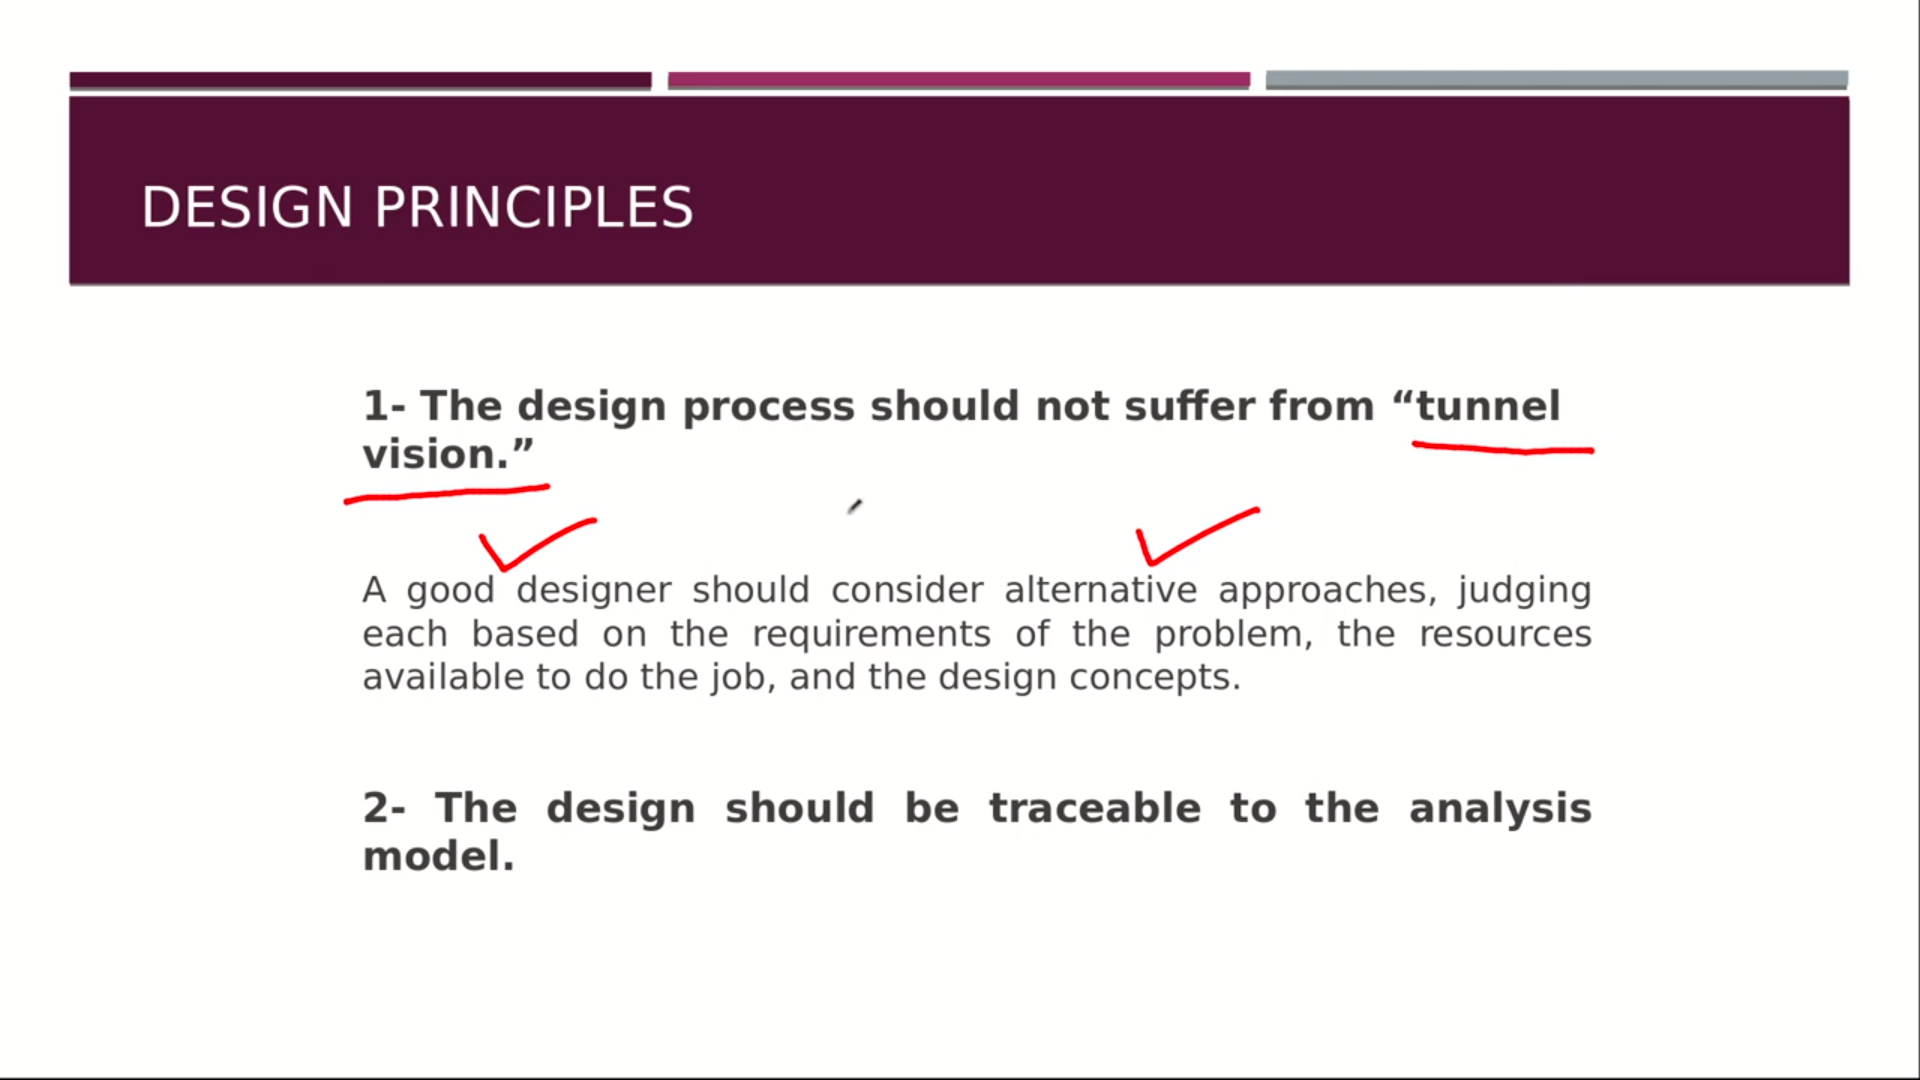 DESIGN PRINCIPLES
1- The design process should not suffer from “tunnel
vision.”
A good designer should consider alternative approaches, judging
each based on the requirements of the problem, the resources
available to do the job, and the design concepts.
2- The design should be traceable to the analysis
model.